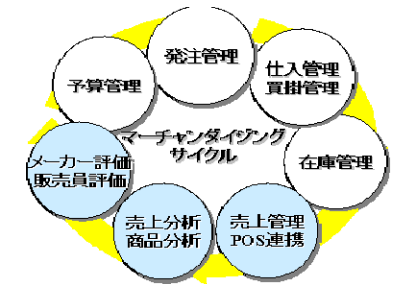 発注管理
仕入管理
買掛管理
在庫管理
売上管理
POS連携
売上分析
商品分析
メーカー評価
販売員評価
予算管理
マーチャンダイジング
サイクル